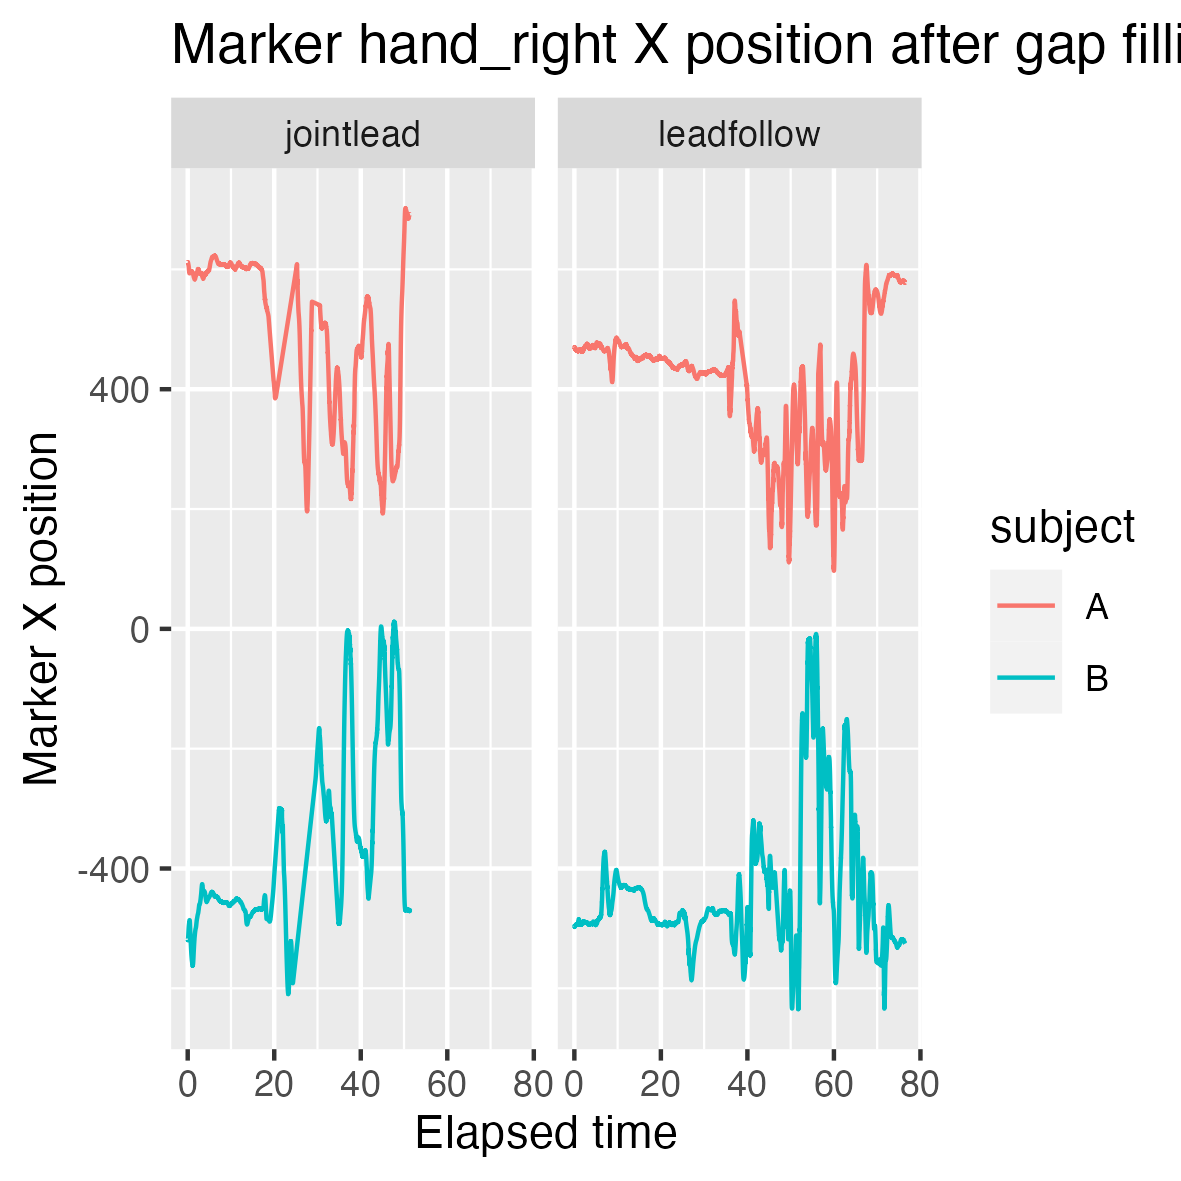 Marker hand_right X position after gap filli
jointlead
leadfollow
400
0
-400
0
20
40
60
80
0
20
40
60
80
Elapsed time
Marker X position
subject
A
B